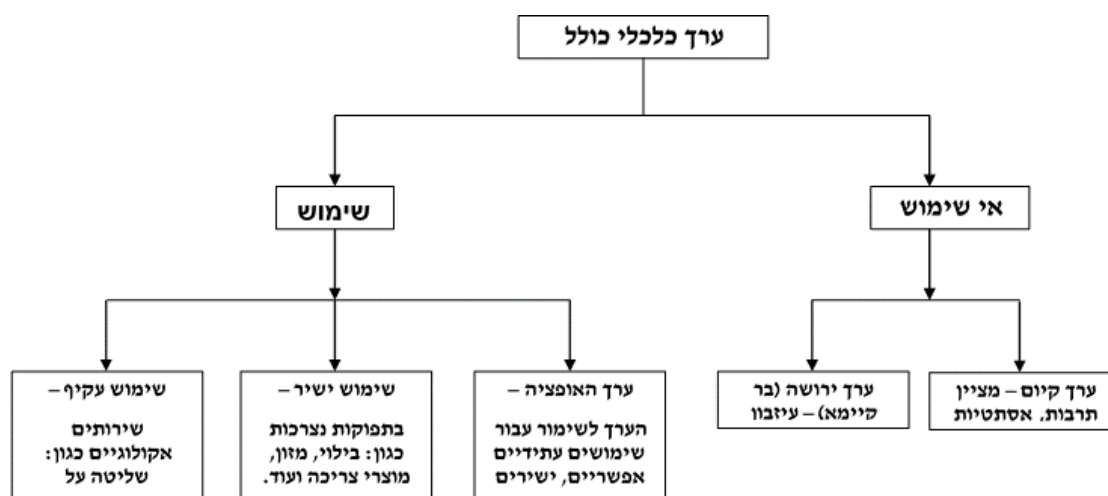 ערך כלכלי כולל
אי שימוש
שימוש
ערך קיום – מציין
תרבות. אסתטיות
ערך ירושה (בר
קיימא) – עיזבון
ערך האופציה –
הערך לשימור עבור
שימושים עתידיים
אפשריים, ישירים
שימוש ישיר –
בתפוקות נצרכות
כגון: בילוי, מזון,
מוצרי צריכה ועוד.
שימוש עקיף –
שירותים
אקולוגיים כגון:
שליטה על